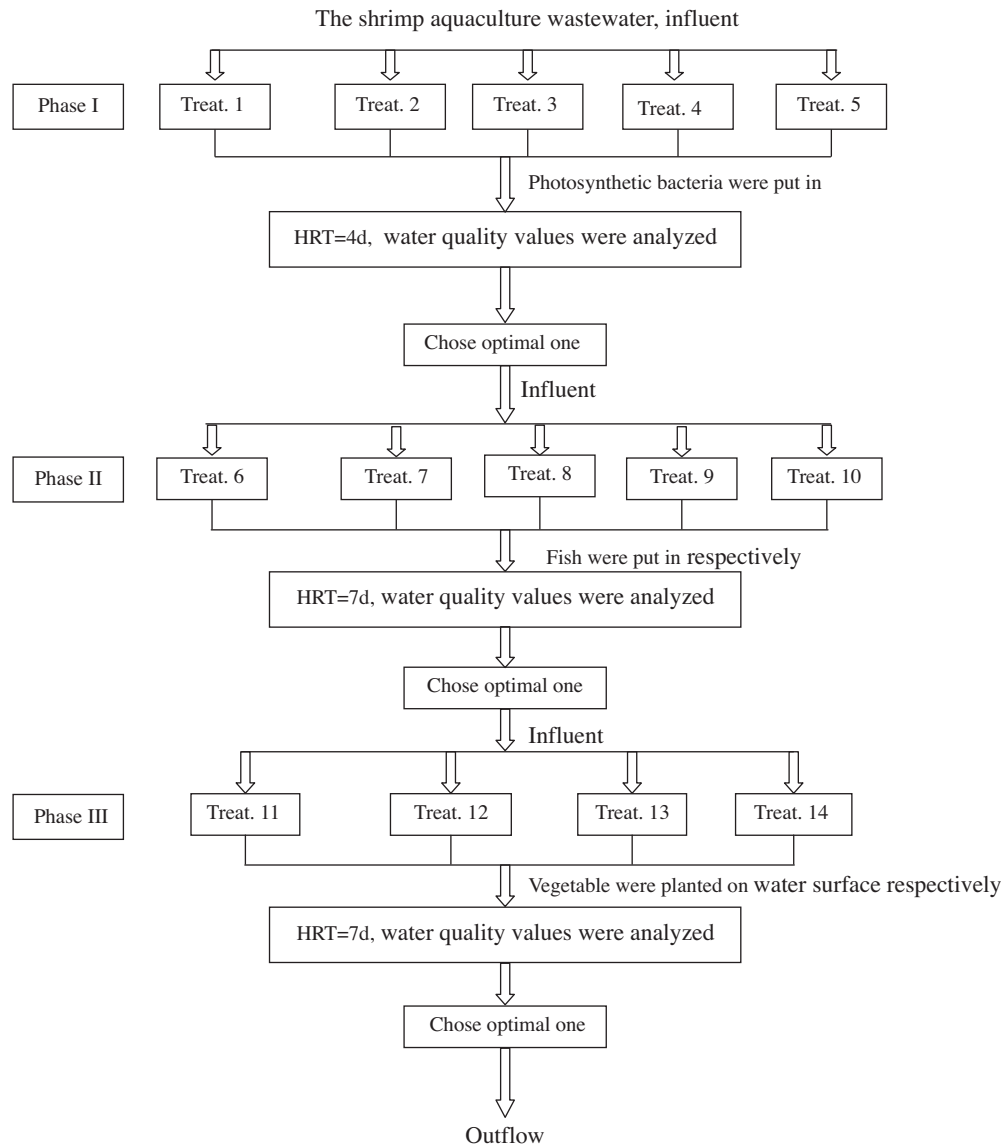 The shrimp aquaculture wastewater, influent
Phase I
Treat. 1
Treat. 2
Treat. 3
Treat. 4
Treat. 5
Photosynthetic bacteria were put in
HRT=4d, water quality values were analyzed
Chose optimal one
Influent
Phase II
Treat. 6
Treat. 7
Treat. 8
Treat. 9
Treat. 10
Fish were put in respectively
HRT=7d, water quality values were analyzed
Chose optimal one
Influent
Phase III
Treat. 11
Treat. 12
Treat. 13
Treat. 14
Vegetable were planted on water surface respectively
HRT=7d, water quality values were analyzed
Chose optimal one
Outflow